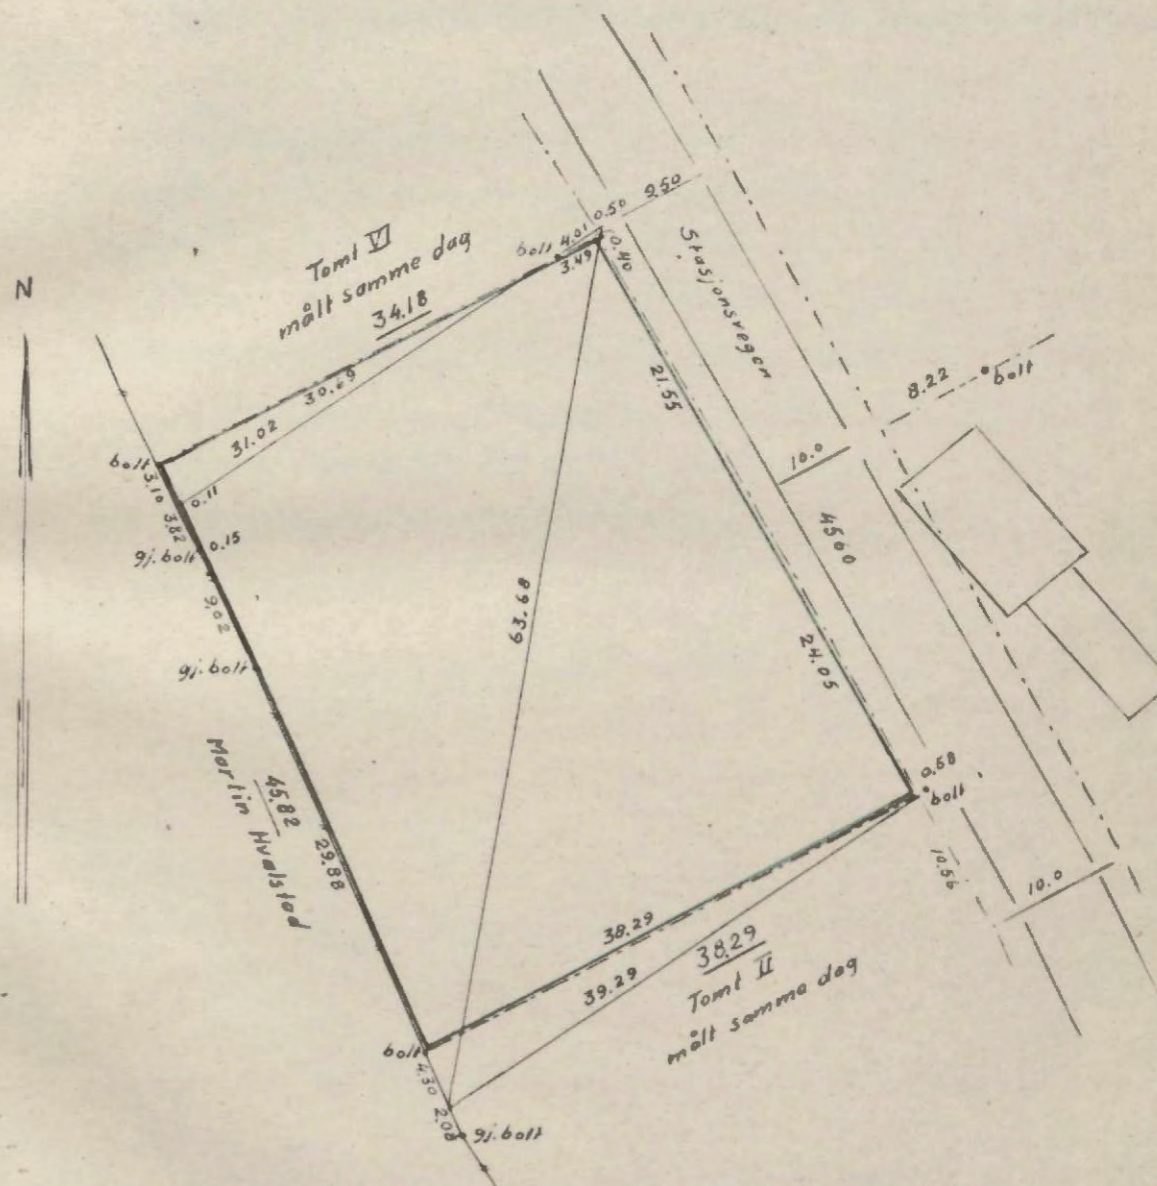 N
Tomt VI
målt samme dag
34.18
bolt
4.01
0.50
9.50
3.49
0.40
Stasjonsvegen
30.69
31.02
21.55
8.22
bolt
10.0
45.60
bolt
3.10
0.11
3.82
0.15
gj. bolt
9.02
gj. bolt
63.68
24.05
Martin Hvalstad
45.82
29.88
0.58
bolt
10.56
10.0
38.29
38.29
39.29
Tomt II
målt samme dag
bolt
4.30
2.08
gj. bolt